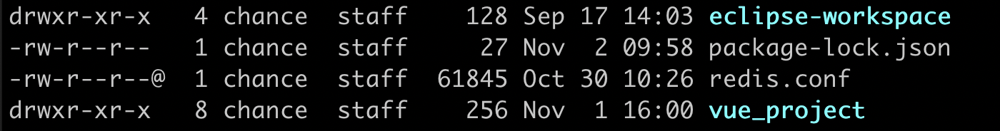 drwxr-xr-x   4 chance  staff    128 Sep 17 14:03 eclipse-workspace
-rw-r--r--   1 chance  staff     27 Nov  2 09:58 package-lock.json
-rw-r--r--@  1 chance  staff  61845 Oct 30 10:26 redis.conf
drwxr-xr-x   8 chance  staff    256 Nov  1 16:00 vue_project